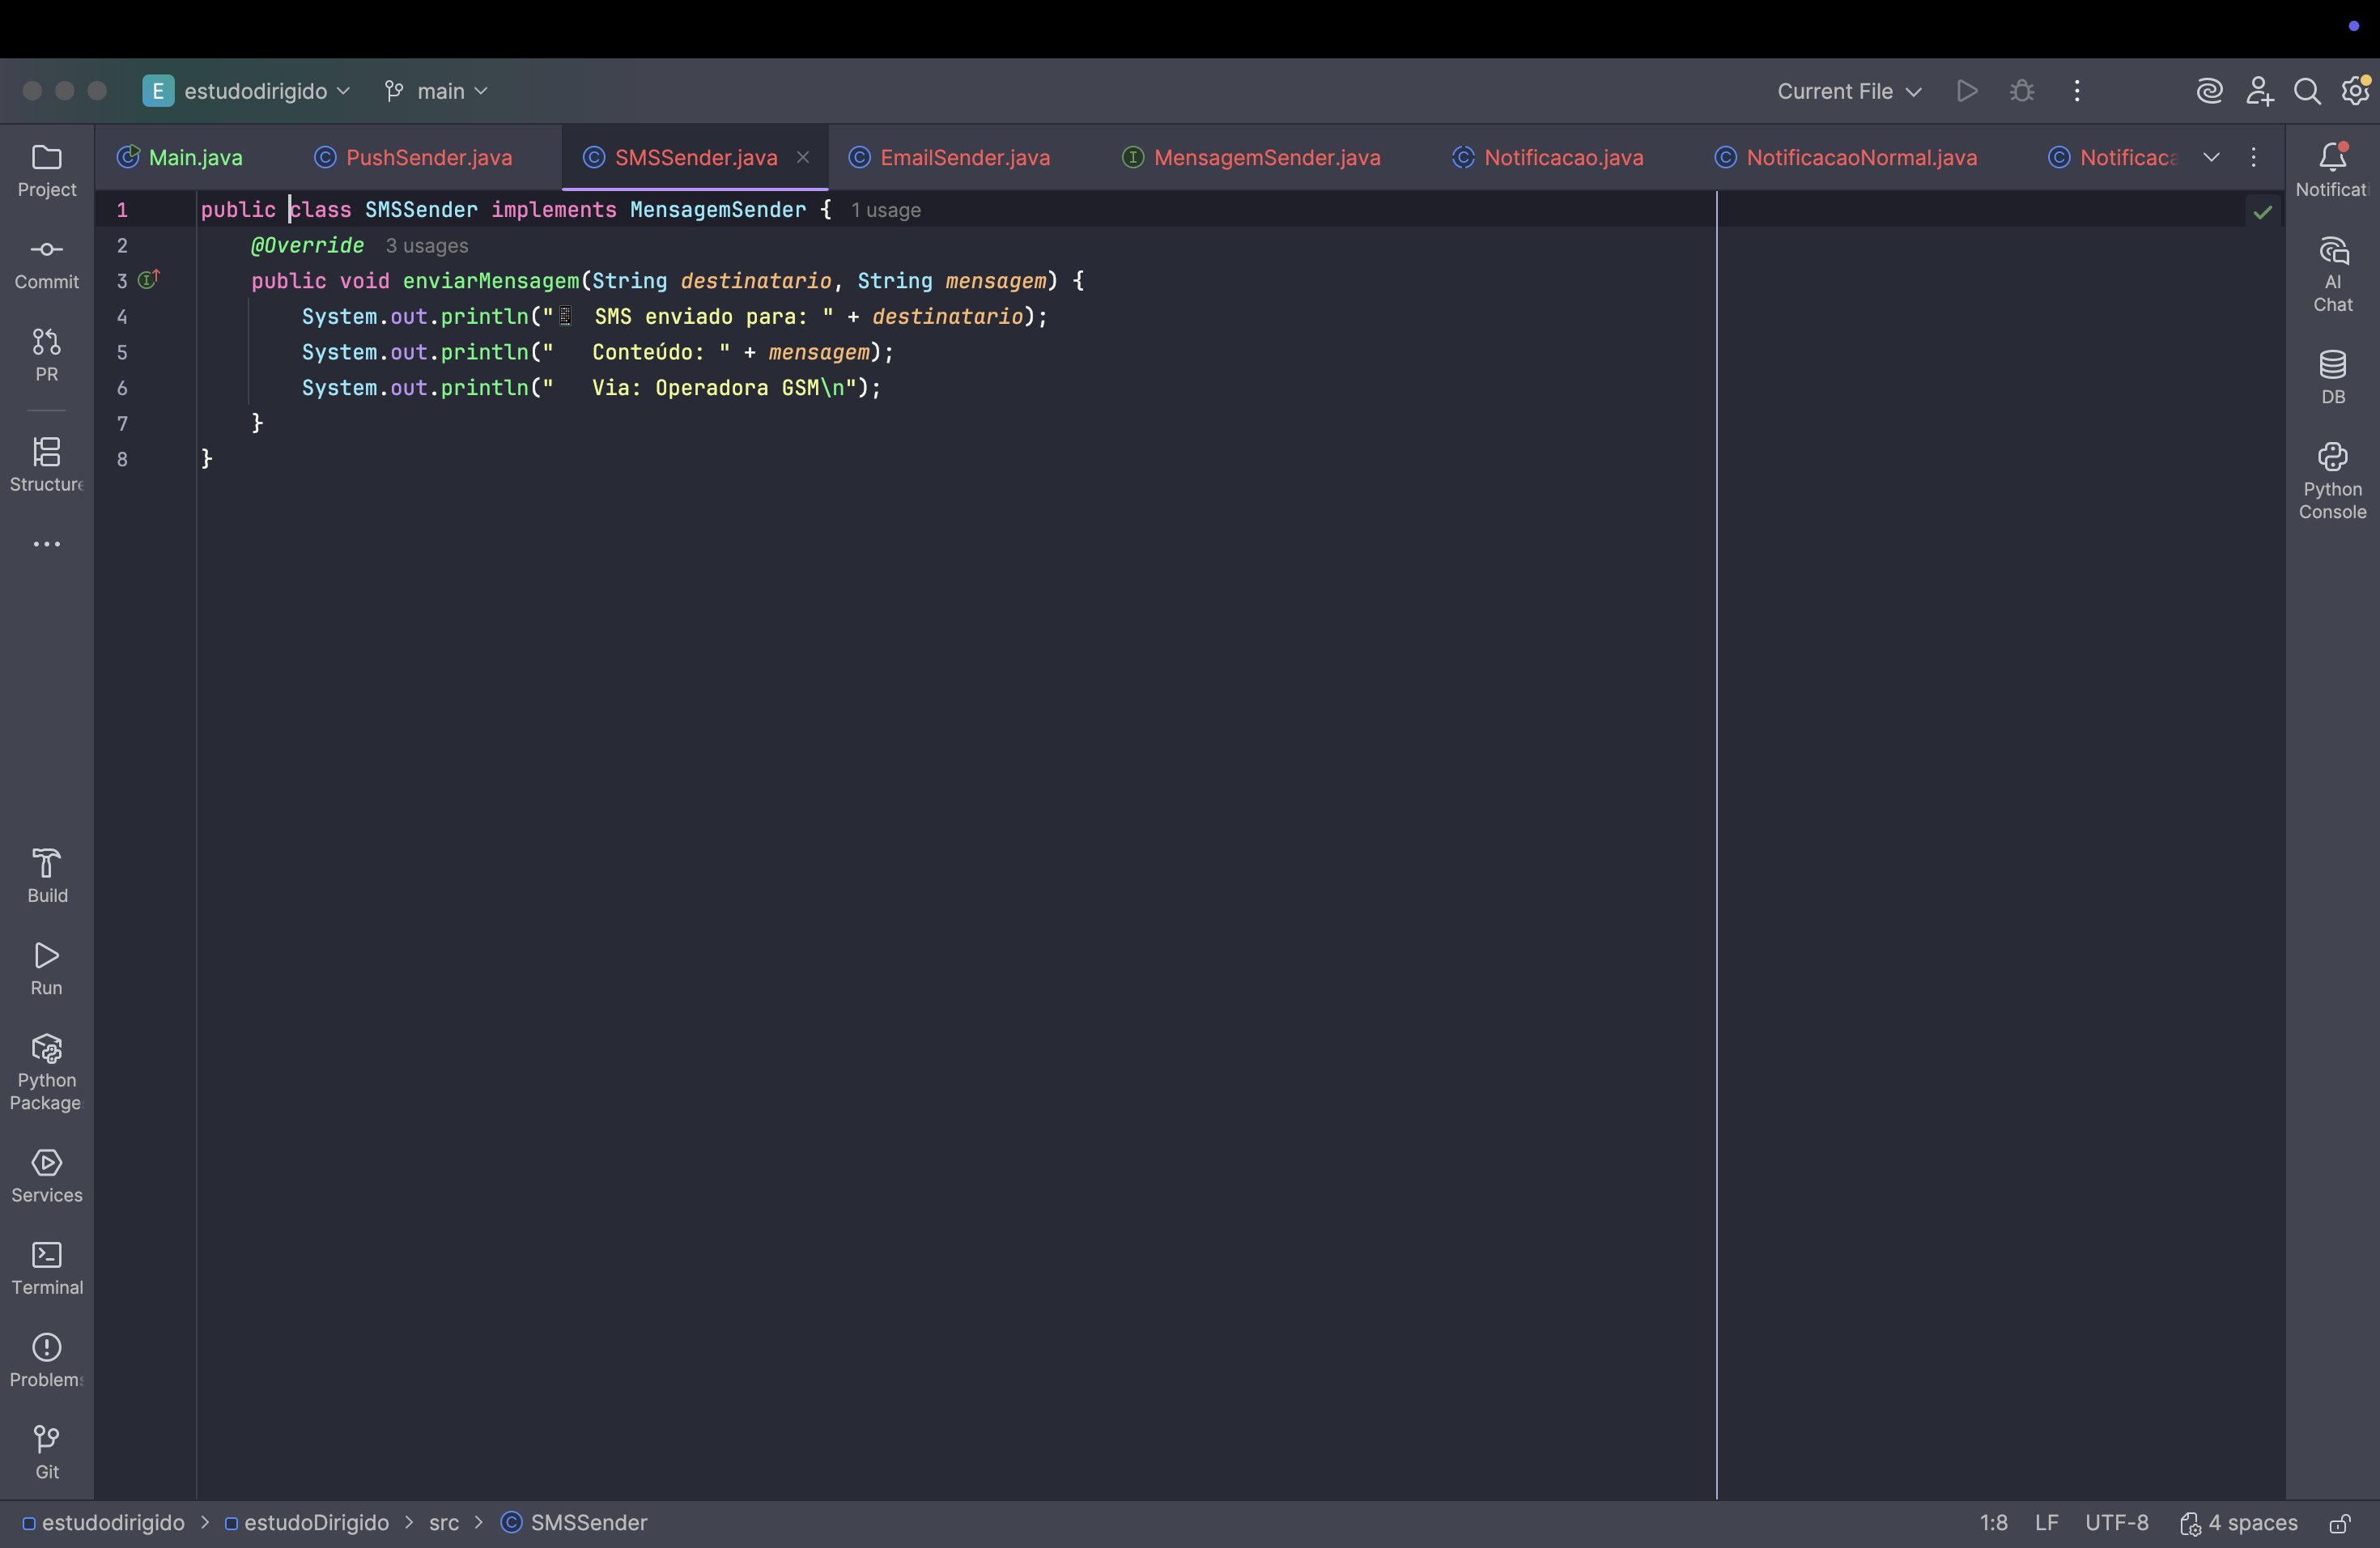 E estudodirigido main Current File
Main.java PushSender.java SMSSender.java EmailSender.java MensagemSender.java Notificacao.java NotificacaoNormal.java
Project
Commit
PR
Structure
1 public class SMSSender implements MensagemSender { 1 usage
2 @Override 3 usages
3 public void enviarMensagem(String destinatario, String mensagem) {
4 System.out.println("📱 SMS enviado para: " + destinatario);
5 System.out.println("   Conteúdo: " + mensagem);
6 System.out.println("   Via: Operadora GSM\n");
7 }
8 }
AI
Chat
DB
Python
Console
Build
Run
Python
Package
Services
Terminal
Problems
Git
estudodirigido > estudoDirigido > src > SMSSender
1:8 LF UTF-8 4 spaces